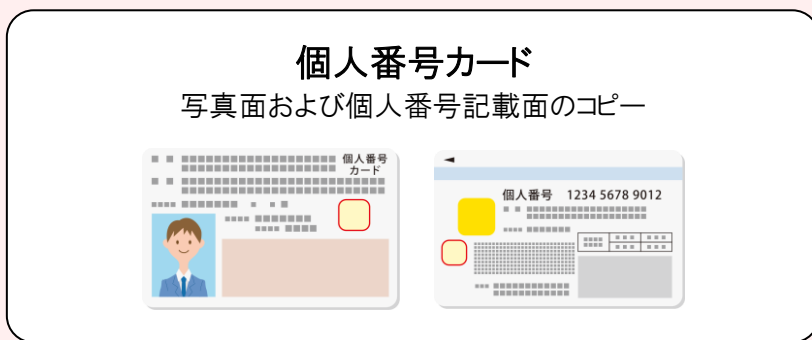 個人番号カード
写真面および個人番号記載面のコピー
個人番号
カード
個人番号 1234 5678 9012